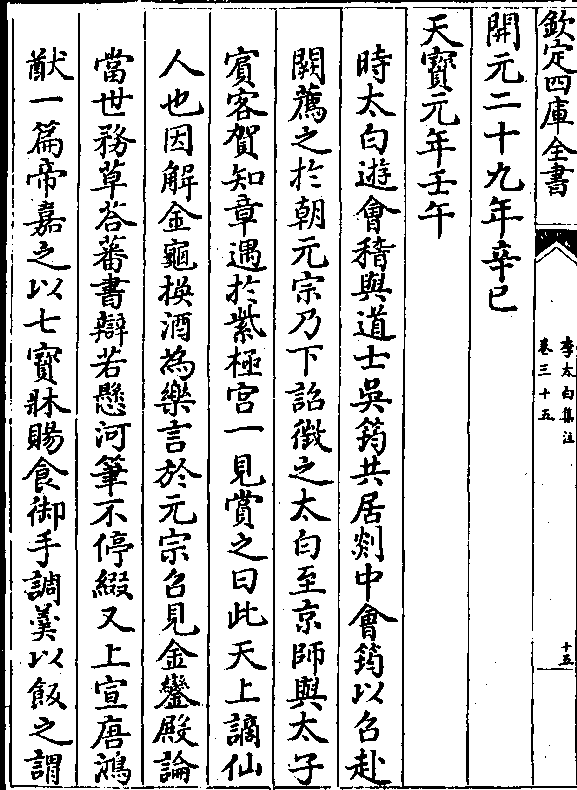 欽定四庫全書
李太白集注
卷三十五
十五
開元二十九年辛巳
天寶元年壬午
時太白遊會稽與道士吳筠共居剡中會筠以召赴
闕薦之於朝元宗乃下詔徵之太白至京師與太子
賓客賀知章遇於紫極宮一見賞之曰此天上謫仙
人也因解金龜換酒為樂言於元宗召見金鑾殿論
當世務草荅蕃書辯若懸河筆不停綴又上宣唐鴻
猷一篇帝嘉之以七寳牀賜食御手調羹以飯之謂